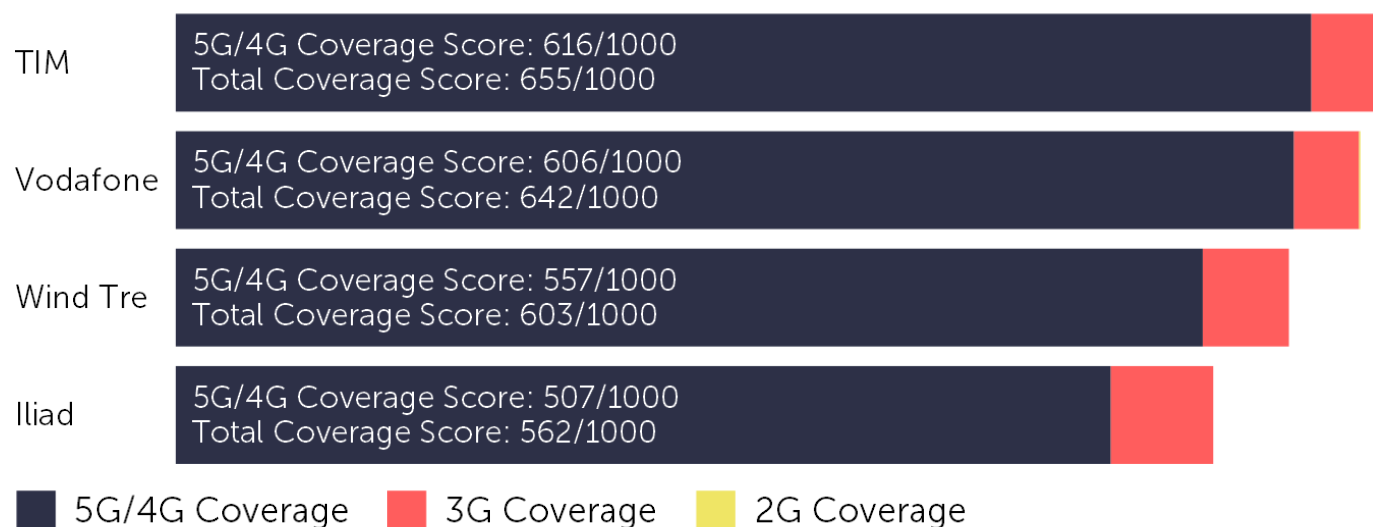 TIM
5G/4G Coverage Score: 616/1000
Total Coverage Score: 655/1000
Vodafone
5G/4G Coverage Score: 606/1000
Total Coverage Score: 642/1000
Wind Tre
5G/4G Coverage Score: 557/1000
Total Coverage Score: 603/1000
Iliad
5G/4G Coverage Score: 507/1000
Total Coverage Score: 562/1000
5G/4G Coverage 3G Coverage 2G Coverage